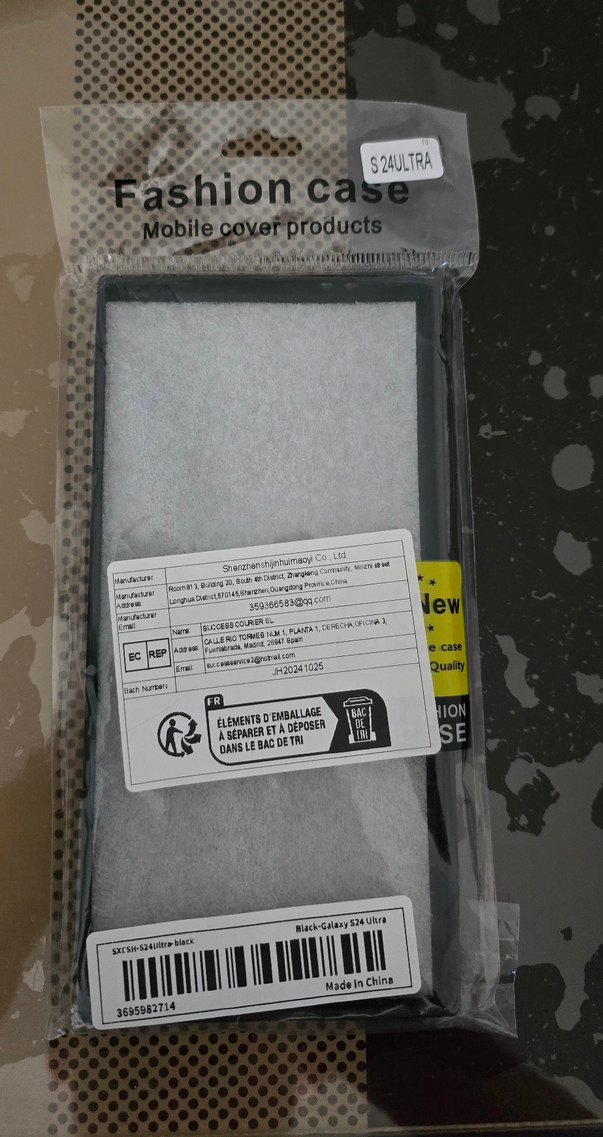 10
S 24ULTRA
Fashion case
Mobile cover products
Manufacturer
Shenzhenshijinhuimaoyi Co., Ltd
Manufacturer Address:
Room 813, Building 20, South 4th District, Zhangkeng Community, Minzhi street
Longhua District,570145,Shenzhen,Guangdong Province,China
Manufacturer Email:
359366583@qq.com
EC REP
Name: SUCCESS COURIER SL
Address: CALLE RIO TORMES NUM 1, PLANTA 1, DERECHA, OFICINA 3,
Fuenlabrada, Madrid, 28947 Spain
Email: successservice2@hotmail.com
Bach Number:
JH20241025
FR
ÉLÉMENTS D'EMBALLAGE
À SÉPARER ET À DÉPOSER
DANS LE BAC DE TRI
BAC
DE
TRI
New
e case
Quality
HION
SE
SXCSH-S24Ultra-black
Black-Galaxy S24 Ultra
3695982714
Made In China